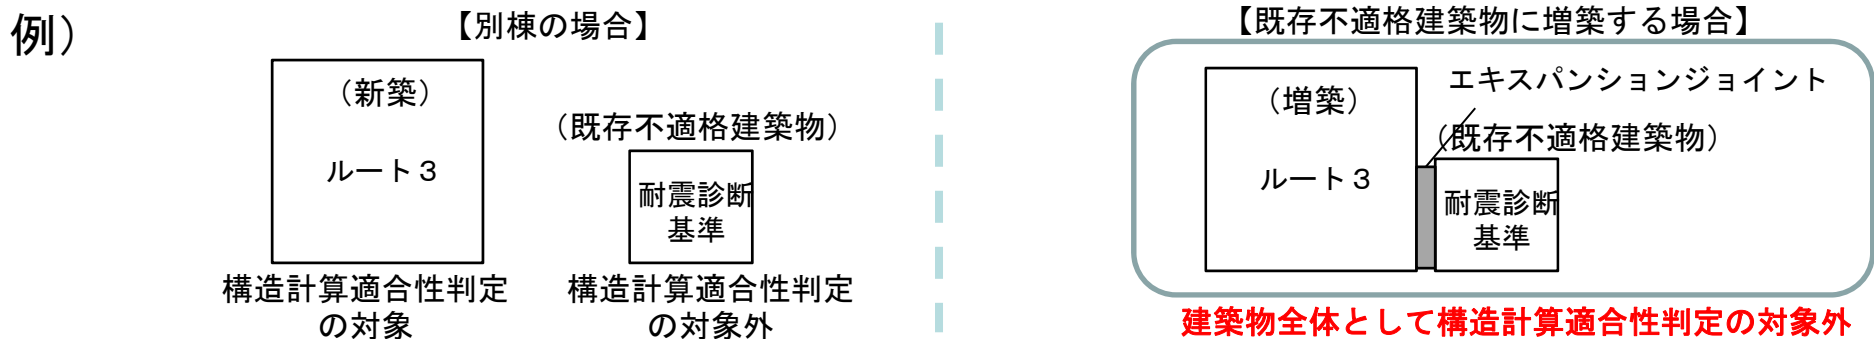 例）
【別棟の場合】
（新築）
ルート３
構造計算適合性判定
の対象
（既存不適格建築物）
耐震診断
基準
構造計算適合性判定
の対象外
【既存不適格建築物に増築する場合】
エキスパンションジョイント
（増築）
ルート３
（既存不適格建築物）
耐震診断
基準
建築物全体として構造計算適合性判定の対象外